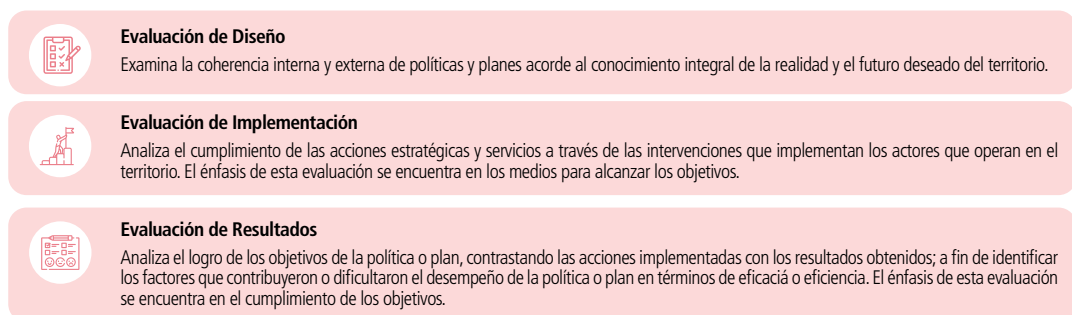 Evaluación de Diseño
Examina la coherencia interna y externa de políticas y planes acorde al conocimiento integral de la realidad y el futuro deseado del territorio.
Evaluación de Implementación
Analiza el cumplimiento de las acciones estratégicas y servicios a través de las intervenciones que implementan los actores que operan en el
territorio. El énfasis de esta evaluación se encuentra en los medios para alcanzar los objetivos.
Evaluación de Resultados
Analiza el logro de los objetivos de la política o plan, contrastando las acciones implementadas con los resultados obtenidos; a fin de identificar
los factores que contribuyeron o dificultaron el desempeño de la política o plan en términos de eficaciá o eficiencia. El énfasis de esta evaluación
se encuentra en el cumplimiento de los objetivos.